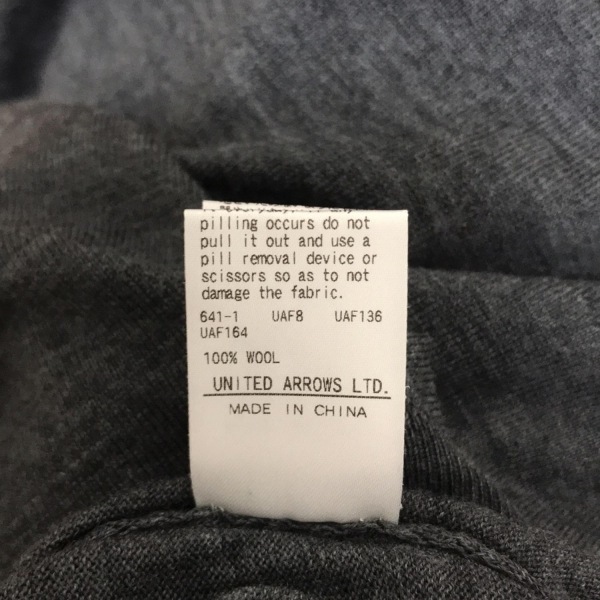 pilling occurs do not
pull it out and use a
pill removal device or
scissors so as to not
damage the fabric.
641-1 UAF8 UAF136
UAF164
100% WOOL
UNITED ARROWS LTD.
MADE IN CHINA